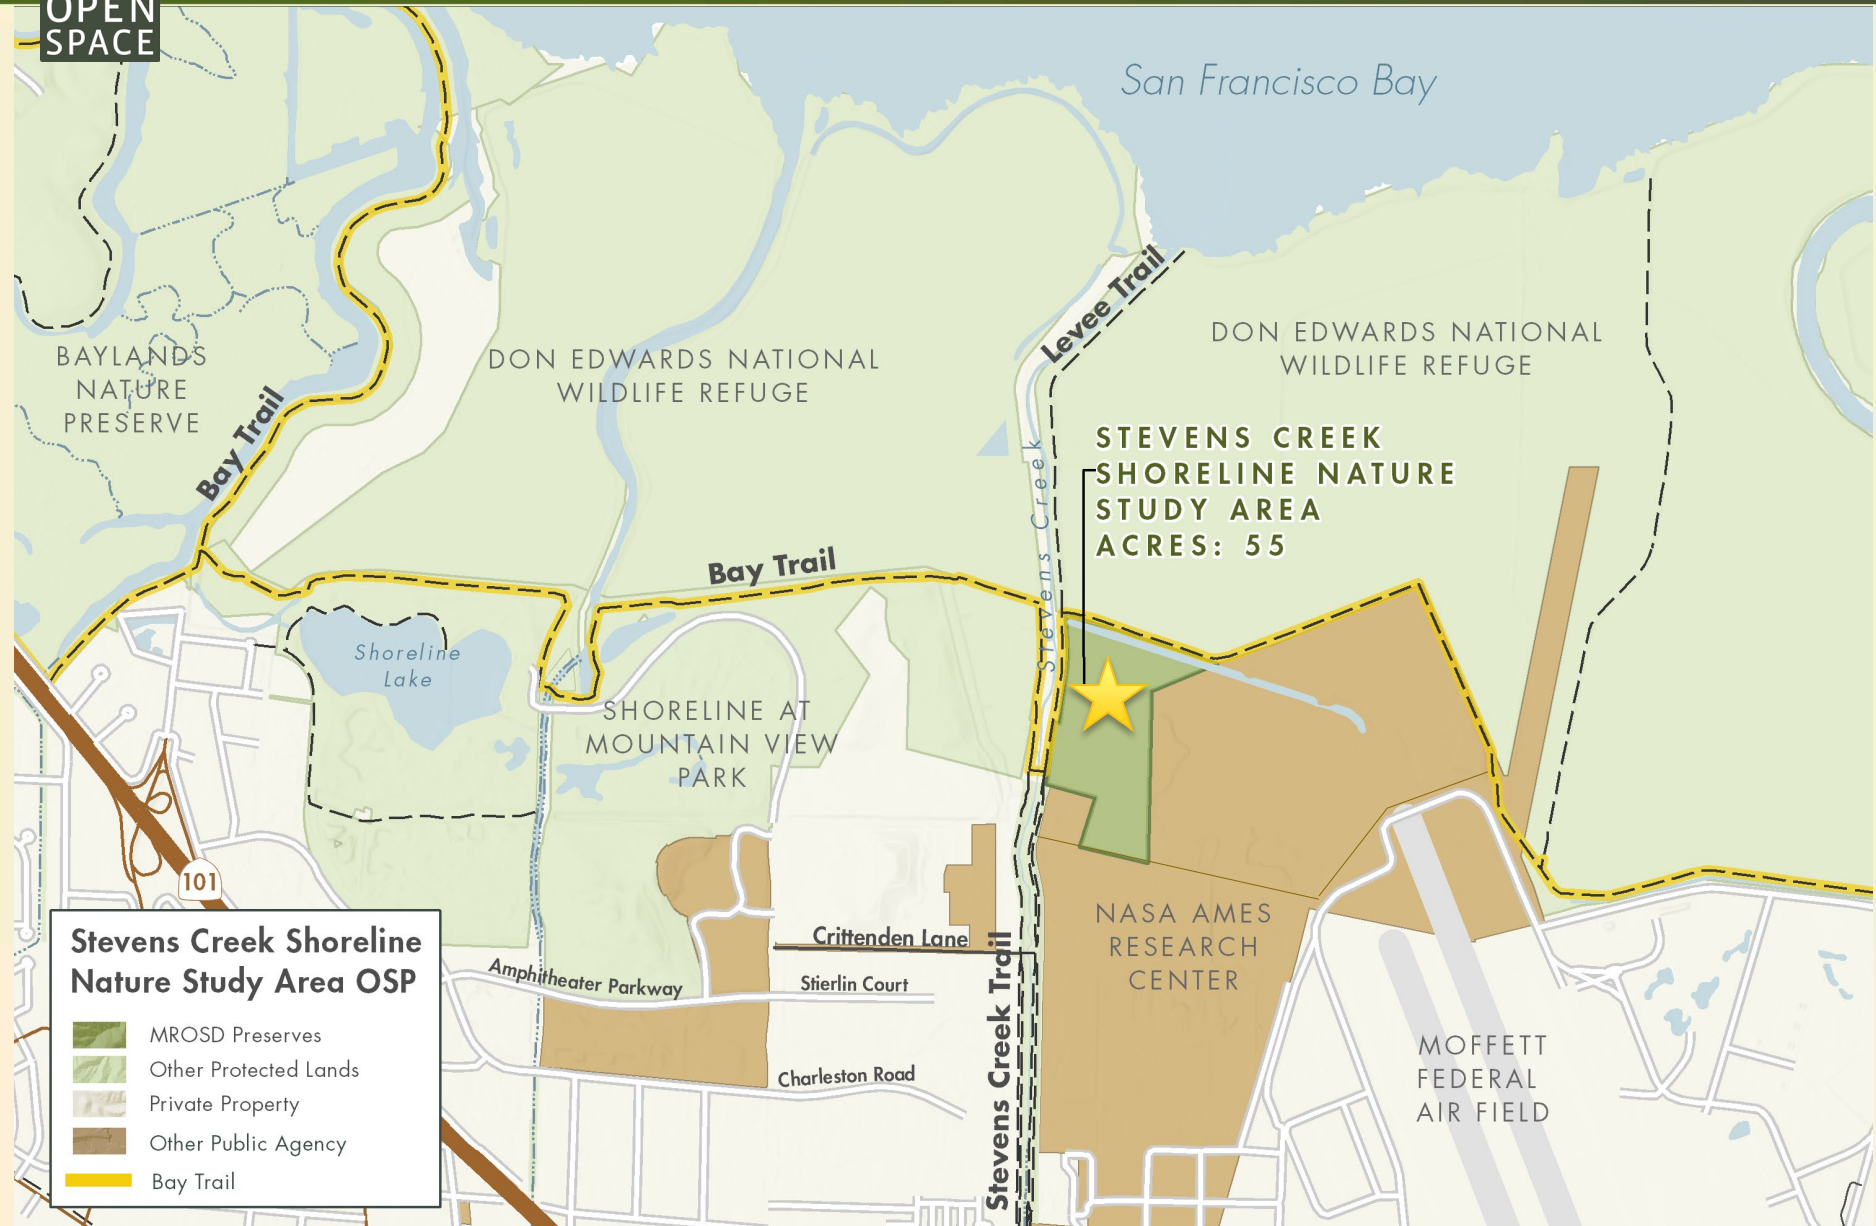 OPEN
SPACE
San Francisco Bay
Levee Trail
BAYLANDS
NATURE
PRESERVE
DON EDWARDS NATIONAL
WILDLIFE REFUGE
DON EDWARDS NATIONAL
WILDLIFE REFUGE
Bay Trail
STEVENS CREEK
SHORELINE NATURE
STUDY AREA
ACRES: 55
Stevens Creek
Bay Trail
Stevens Creek
Shoreline
Lake
SHORELINE AT
MOUNTAIN VIEW
PARK
101
NASA AMES
RESEARCH
CENTER
Crittenden Lane
Amphitheater Parkway
Stierlin Court
Stevens Creek Trail
Charleston Road
MOFFETT
FEDERAL
AIR FIELD
Stevens Creek Shoreline
Nature Study Area OSP
MROSD Preserves
Other Protected Lands
Private Property
Other Public Agency
Bay Trail